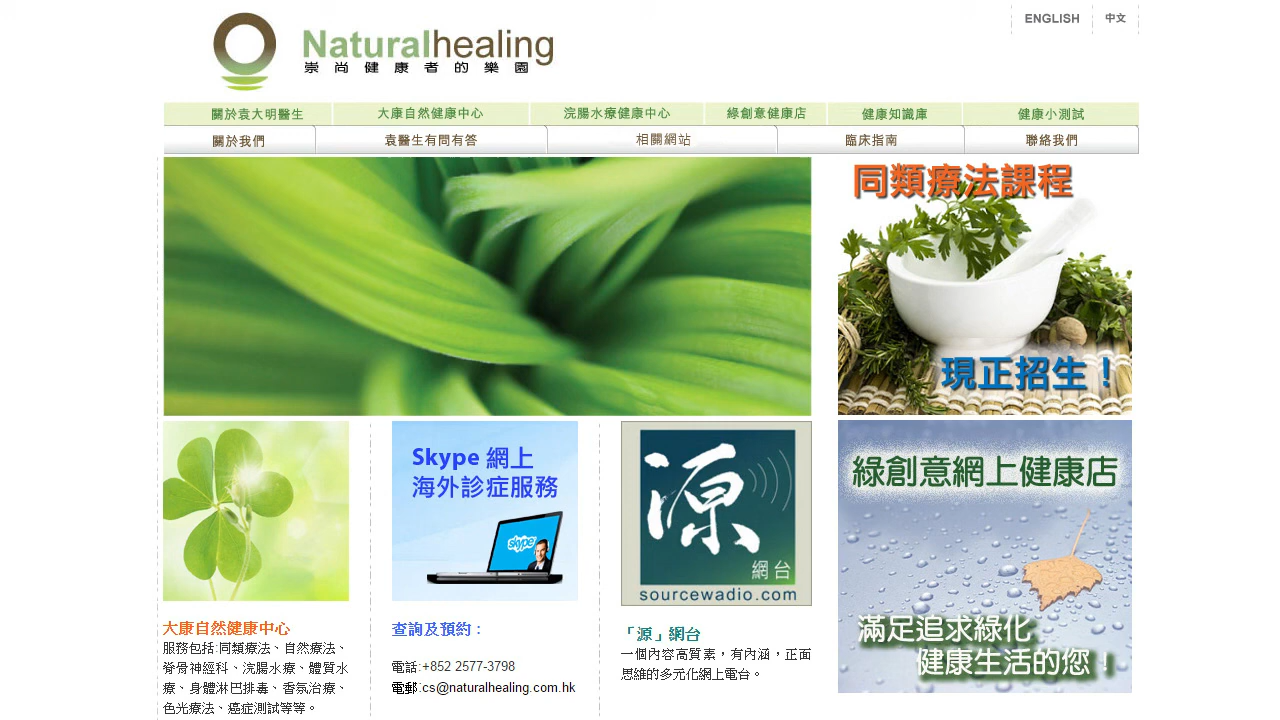 ENGLISH 中文
Naturalhealing
崇尚健康者的樂園
關於袁大明醫生 大康自然健康中心 浣腸水療健康中心 綠創意健康店 健康知識庫 健康小測試
關於我們 袁醫生有問有答 相關網站 臨床指南 聯絡我們
同類療法課程
現正招生！
Skype 網上
海外診症服務
skype
源
網台
sourcewadio.com
綠創意網上健康店
滿足追求綠化
健康生活的您！
大康自然健康中心
服務包括:同類療法、自然療法、
脊骨神經科、浣腸水療、體質水
療、身體淋巴排毒、香氛治療、
色光療法、癌症測試等等。
查詢及預約：
電話:+852 2577-3798
電郵:cs@naturalhealing.com.hk
「源」網台
一個內容高質素，有內涵，正面
思維的多元化網上電台。